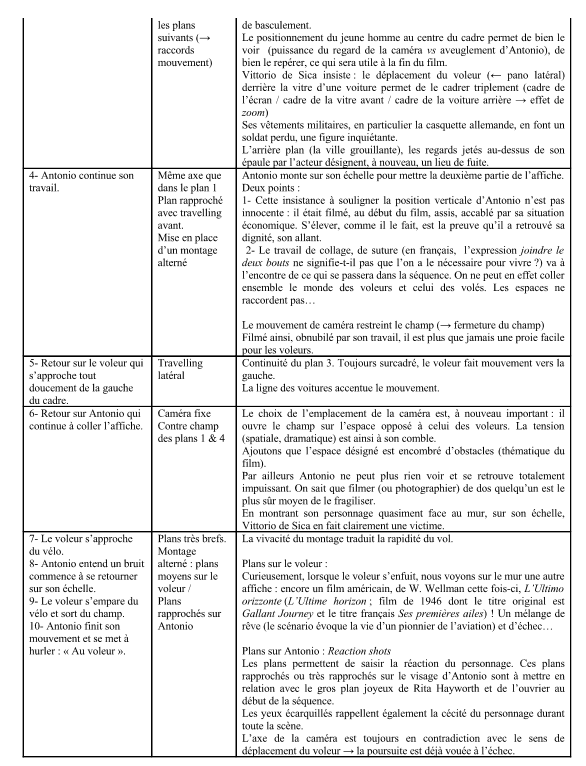 les plans
suivants (→
raccords
mouvement)
de basculement.
Le positionnement du jeune homme au centre du cadre permet de bien le
voir (puissance du regard de la caméra vs aveuglement d'Antonio), de
bien le repérer, ce qui sera utile à la fin du film.
Vittorio de Sica insiste : le déplacement du voleur (← pano latéral)
derrière la vitre d'une voiture permet de le cadrer triplement (cadre de
l'écran / cadre de la vitre avant / cadre de la voiture arrière → effet de
zoom)
Ses vêtements militaires, en particulier la casquette allemande, en font un
soldat perdu, une figure inquiétante.
L'arrière plan (la ville grouillante), les regards jetés au-dessus de son
épaule par l'acteur désignent, à nouveau, un lieu de fuite.
4- Antonio continue son
travail.
Même axe que
dans le plan 1
Plan rapproché
avec travelling
avant.
Mise en place
d'un montage
alterné
Antonio monte sur son échelle pour mettre la deuxième partie de l'affiche.
Deux points :
1- Cette insistance à souligner la position verticale d'Antonio n'est pas
innocente : il était filmé, au début du film, assis, accablé par sa situation
économique. S'élever, comme il le fait, est la preuve qu'il a retrouvé sa
dignité, son allant.
2- Le travail de collage, de suture (en français, l'expression joindre le
deux bouts ne signifie-t-il pas que l'on a le nécessaire pour vivre ?) va à
l'encontre de ce qui se passera dans la séquence. On ne peut en effet coller
ensemble le monde des voleurs et celui des volés. Les espaces ne
raccordent pas…
Le mouvement de caméra restreint le champ (→ fermeture du champ)
Filmé ainsi, obnubilé par son travail, il est plus que jamais une proie facile
pour les voleurs.
5- Retour sur le voleur qui
s'approche tout
doucement de la gauche
du cadre.
Travelling
latéral
Continuité du plan 3. Toujours surcadré, le voleur fait mouvement vers la
gauche.
La ligne des voitures accentue le mouvement.
6- Retour sur Antonio qui
continue à coller l'affiche.
Caméra fixe
Contre champ
des plans 1 & 4
Le choix de l'emplacement de la caméra est, à nouveau important : il
ouvre le champ sur l'espace opposé à celui des voleurs. La tension
(spatiale, dramatique) est ainsi à son comble.
Ajoutons que l'espace désigné est encombré d'obstacles (thématique du
film).
Par ailleurs Antonio ne peut plus rien voir et se retrouve totalement
impuissant. On sait que filmer (ou photographier) de dos quelqu'un est le
plus sûr moyen de le fragiliser.
En montrant son personnage quasiment face au mur, sur son échelle,
Vittorio de Sica en fait clairement une victime.
7- Le voleur s'approche
du vélo.
8- Antonio entend un bruit
commence à se retourner
sur son échelle.
9- Le voleur s'empare du
vélo et sort du champ.
10- Antonio finit son
mouvement et se met à
hurler : « Au voleur ».
Plans très brefs.
Montage
alterné : plans
moyens sur le
voleur /
Plans
rapprochés sur
Antonio
La vivacité du montage traduit la rapidité du vol.
Plans sur le voleur :
Curieusement, lorsque le voleur s'enfuit, nous voyons sur le mur une autre
affiche : encore un film américain, de W. Wellman cette fois-ci, L'Ultimo
orizzonte (L'Ultime horizon ; film de 1946 dont le titre original est
Gallant Journey et le titre français Ses premières ailes) ! Un mélange de
rêve (le scénario évoque la vie d'un pionnier de l'aviation) et d'échec…
Plans sur Antonio : Reaction shots
Les plans permettent de saisir la réaction du personnage. Ces plans
rapprochés ou très rapprochés sur le visage d'Antonio sont à mettre en
relation avec le gros plan joyeux de Rita Hayworth et de l'ouvrier au
début de la séquence.
Les yeux écarquillés rappellent également la cécité du personnage durant
toute la scène.
L'axe de la caméra est toujours en contradiction avec le sens de
déplacement du voleur → la poursuite est déjà vouée à l'échec.